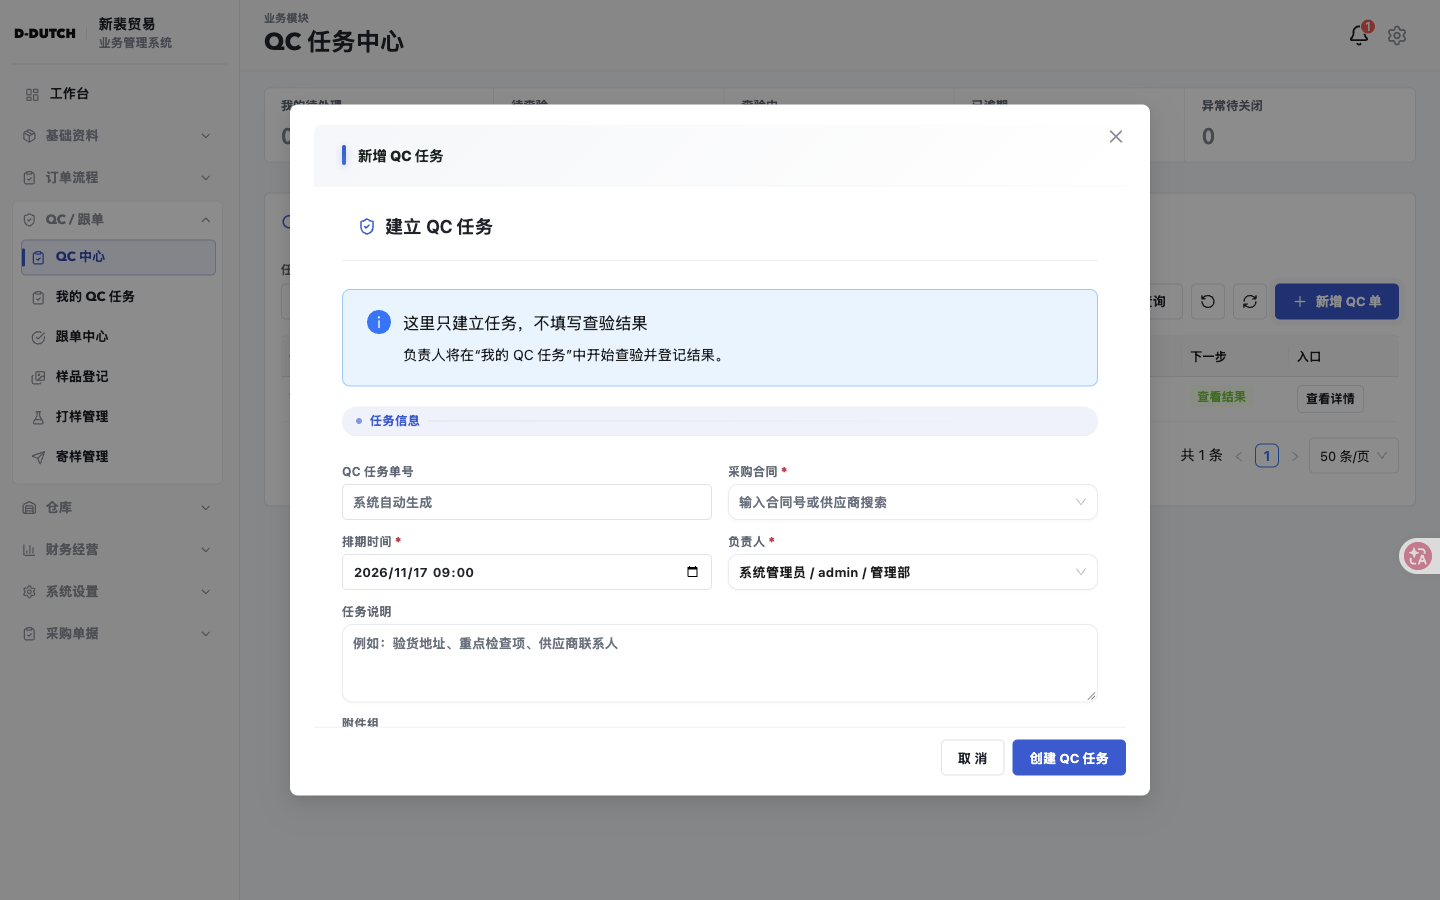 D-DUTCH
新裴贸易
业务管理系统
工作台
基础资料
订单流程
QC / 跟单
QC 中心
我的 QC 任务
跟单中心
样品登记
打样管理
寄样管理
仓库
财务经营
系统设置
采购单据
业务模块
QC 任务中心
1
异常待关闭
0
新增 QC 单
下一步
入口
查看结果
查看详情
共 1 条
1
50 条/页
新增 QC 任务
建立 QC 任务
这里只建立任务，不填写查验结果
负责人将在“我的 QC 任务”中开始查验并登记结果。
任务信息
QC 任务单号
采购合同 *
系统自动生成
输入合同号或供应商搜索
排期时间 *
负责人 *
2026/11/17 09:00
系统管理员 / admin / 管理部
任务说明
例如：验货地址、重点检查项、供应商联系人
附件组
取 消
创建 QC 任务